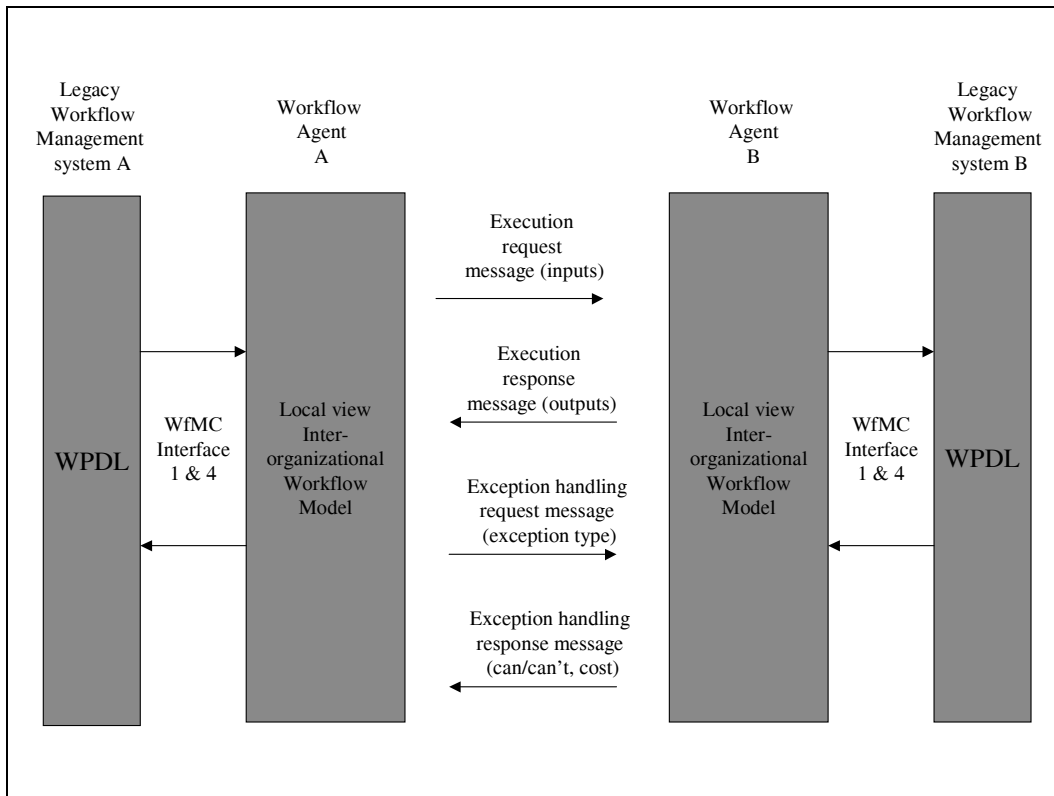 Legacy
Workflow
Management
system A
Workflow
Agent
A
Workflow
Agent
B
Legacy
Workflow
Management
system B
Execution
request
message (inputs)
Execution
response
message (outputs)
WPDL
WfMC
Interface
1 & 4
Local view
Inter-
organizational
Workflow
Model
Exception handling
request message
(exception type)
Exception handling
response message
(can/can’t, cost)
Local view
Inter-
organizational
Workflow
Model
WfMC
Interface
1 & 4
WPDL